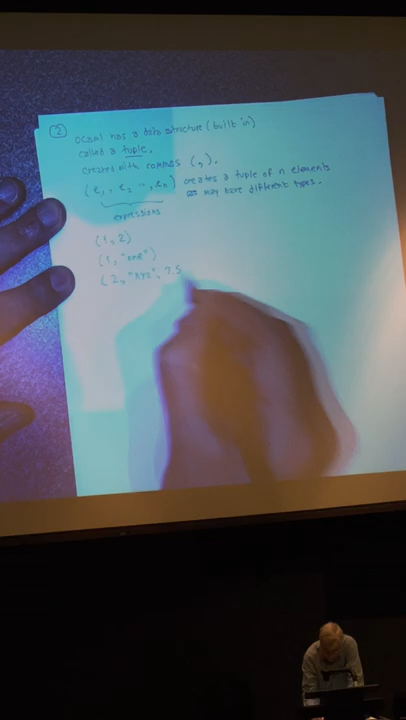 ② ocaml has a data structure (built in)
called a tuple.
Created with commas (,).
(e1, e2 .., en) creates a tuple of n elements
may have different types.
expressions
(1, 2)
(1, "one")
(2, "xyz", 7.5